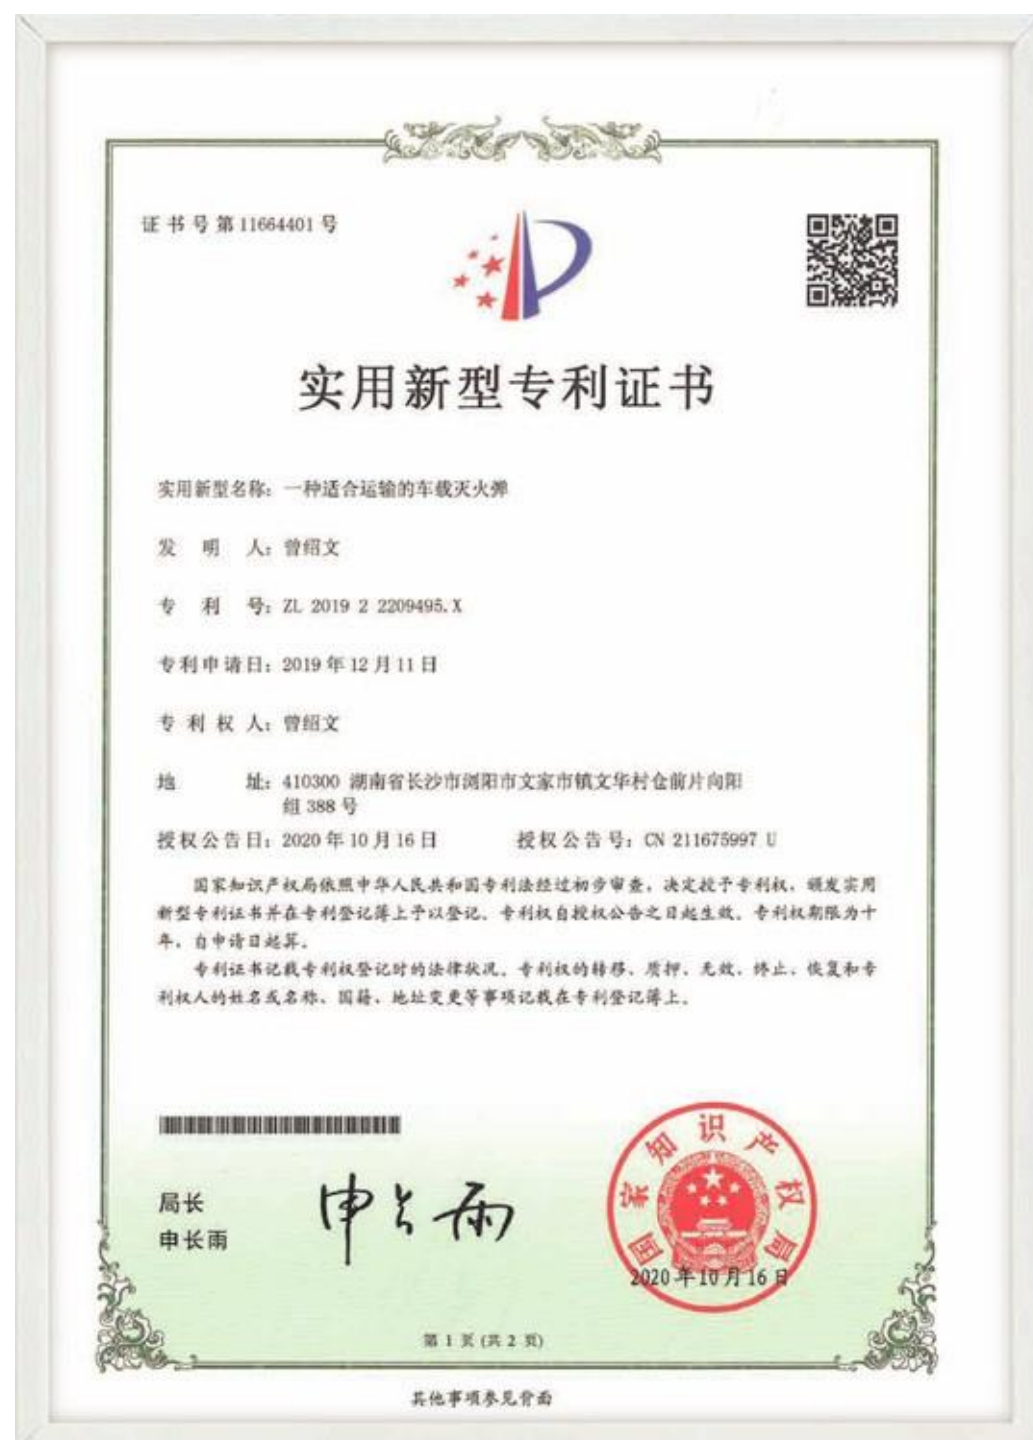 证书号第11664401号
实用新型专利证书
实用新型名称：一种适合运输的车载灭火弹
发明人：曾绍文
专利号：ZL 2019 2 2209495.X
专利申请日：2019年12月11日
专利权人：曾绍文
地址：410300 湖南省长沙市浏阳市文家市镇文华村仓前片向阳
组388号
授权公告日：2020年10月16日 授权公告号：CN 211675997 U
国家知识产权局依照中华人民共和国专利法经过初步审查，决定授予专利权，颁发实用
新型专利证书并在专利登记簿上予以登记。专利权自授权公告之日起生效。专利权期限为十
年，自申请日起算。
专利证书记载专利权登记时的法律状况。专利权的转移、质押、无效、终止、恢复和专
利权人的姓名或名称、国籍、地址变更等事项记载在专利登记簿上。
局长
申长雨
申长雨
国家知识产权局
2020年10月16日
第1页(共2页)
其他事项参见背面